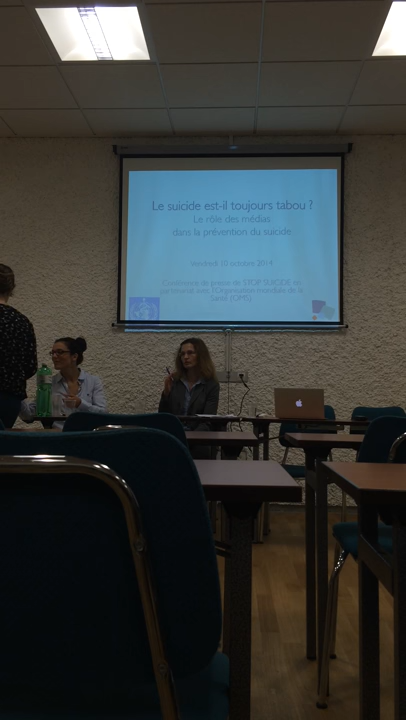 Le suicide est-il toujours tabou ?
Le rôle des médias
dans la prévention du suicide
Vendredi 10 octobre 2014
Conférence de presse de STOP SUICIDE en
partenariat avec l'Organisation mondiale de la
Santé (OMS)